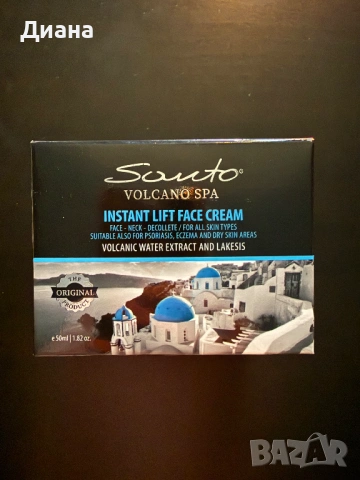 Диана
Santo®
VOLCANO SPA
INSTANT LIFT FACE CREAM
FACE - NECK - DECOLLETE / FOR ALL SKIN TYPES
SUITABLE ALSO FOR PSORIASIS, ECZEMA AND DRY SKIN AREAS
VOLCANIC WATER EXTRACT AND LAKESIS
THE
ORIGINAL
PRODUCT
e 50ml | 1.82 oz.
BAZAR